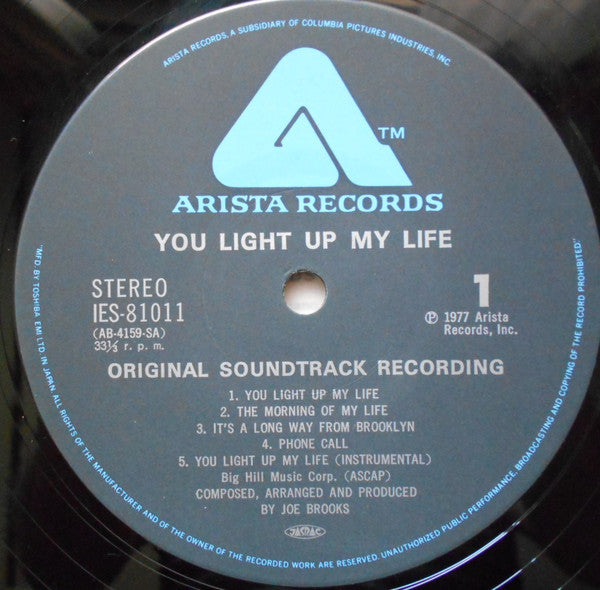 ARISTA RECORDS, A SUBSIDIARY OF COLUMBIA PICTURES INDUSTRIES, INC.
TM
ARISTA RECORDS
YOU LIGHT UP MY LIFE
STEREO
IES-81011
(AB-4159-SA)
33⅓ r. p. m.
1
Ⓟ 1977 Arista
Records, Inc.
ORIGINAL SOUNDTRACK RECORDING
1. YOU LIGHT UP MY LIFE
2. THE MORNING OF MY LIFE
3. IT'S A LONG WAY FROM BROOKLYN
4. PHONE CALL
5. YOU LIGHT UP MY LIFE (INSTRUMENTAL)
Big Hill Music Corp. (ASCAP)
COMPOSED, ARRANGED AND PRODUCED
BY JOE BROOKS
JASRAC
"MFD. BY TOSHIBA EMI LTD. IN JAPAN. ALL RIGHTS OF THE MANUFACTURER AND OF THE OWNER OF THE RECORDED WORK ARE RESERVED. UNAUTHORIZED PUBLIC PERFORMANCE, BROADCASTING AND COPYING OF THE RECORD PROHIBITED."